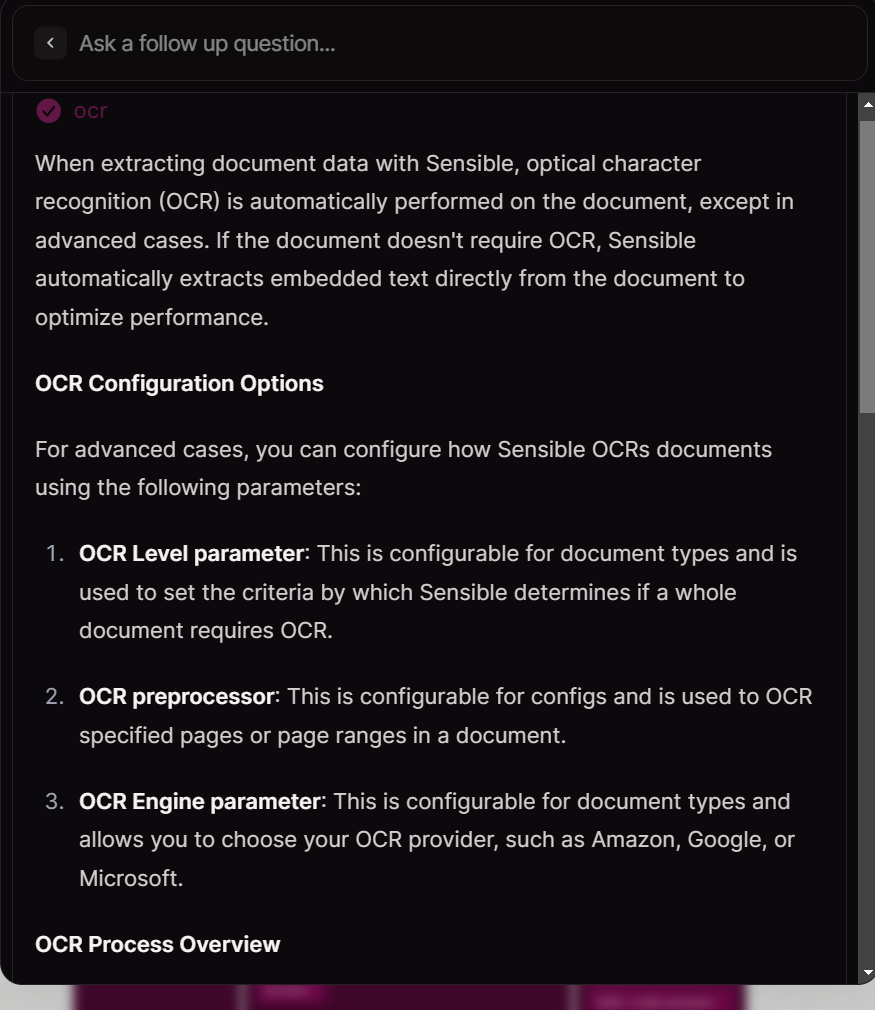 Ask a follow up question...
ocr
When extracting document data with Sensible, optical character
recognition (OCR) is automatically performed on the document, except in
advanced cases. If the document doesn't require OCR, Sensible
automatically extracts embedded text directly from the document to
optimize performance.
OCR Configuration Options
For advanced cases, you can configure how Sensible OCRs documents
using the following parameters:
1. OCR Level parameter: This is configurable for document types and is
used to set the criteria by which Sensible determines if a whole
document requires OCR.
2. OCR preprocessor: This is configurable for configs and is used to OCR
specified pages or page ranges in a document.
3. OCR Engine parameter: This is configurable for document types and
allows you to choose your OCR provider, such as Amazon, Google, or
Microsoft.
OCR Process Overview